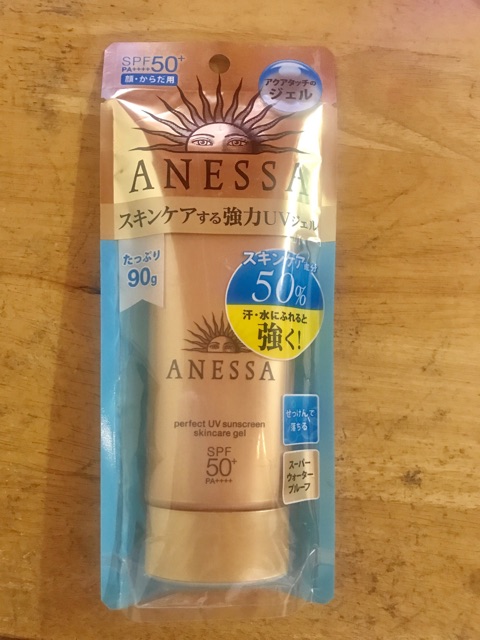 SPF50+
PA++++
顔・からだ用
アクアタッチの
ジェル
ANESSA
スキンケアする強力UVジェル
たっぷり
90g
スキンケア成分
50%
汗・水にふれると
強く!
ANESSA
perfect UV sunscreen
skincare gel
SPF
50+
PA++++
せっけんで
落ちる
スーパー
ウォーター
プルーフ